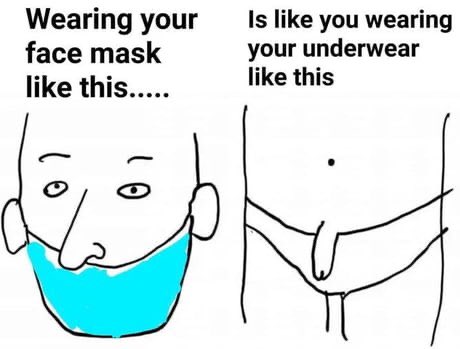 Wearing your
face mask
like this.....
Is like you wearing
your underwear
like this